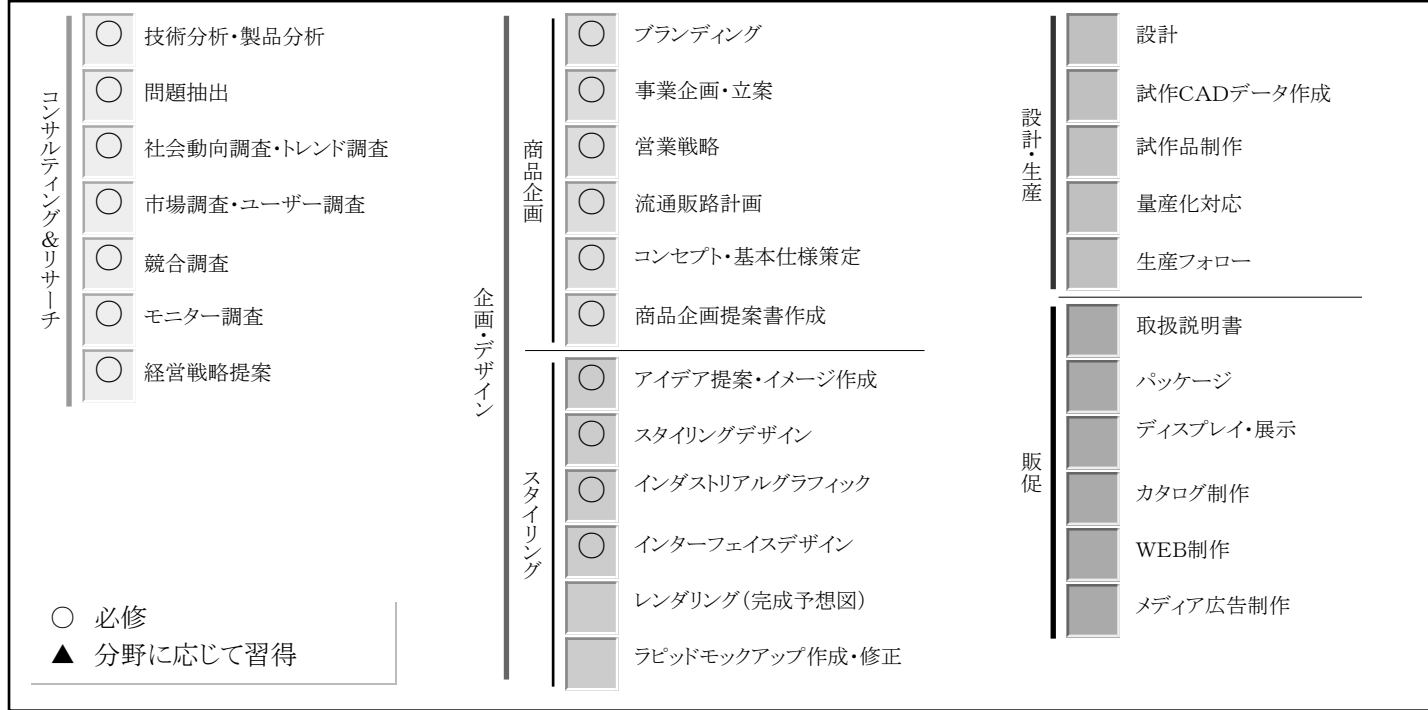 コンサルティング&リサーチ
○ 技術分析・製品分析
○ 問題抽出
○ 社会動向調査・トレンド調査
○ 市場調査・ユーザー調査
○ 競合調査
○ モニター調査
○ 経営戦略提案
企画・デザイン
商品企画
○ ブランディング
○ 事業企画・立案
○ 営業戦略
○ 流通販路計画
○ コンセプト・基本仕様策定
○ 商品企画提案書作成
スタイリング
○ アイデア提案・イメージ作成
○ スタイリングデザイン
○ インダストリアルグラフィック
○ インターフェイスデザイン
レンダリング(完成予想図)
ラピッドモックアップ作成・修正
設計・生産
設計
試作CADデータ作成
試作品制作
量産化対応
生産フォロー
販促
取扱説明書
パッケージ
ディスプレイ・展示
カタログ制作
WEB制作
メディア広告制作
○ 必修
▲ 分野に応じて習得